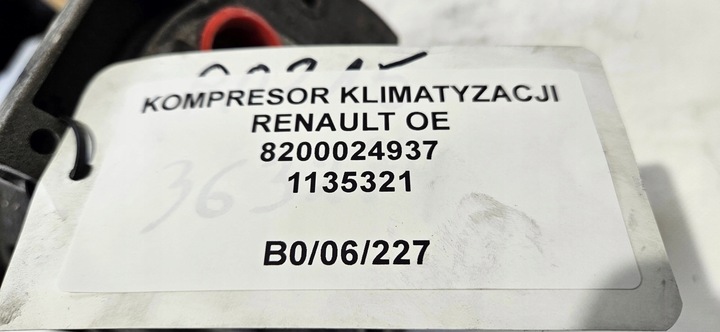 KOMPRESOR KLIMATYZACJI
RENAULT OE
8200024937
1135321
B0/06/227